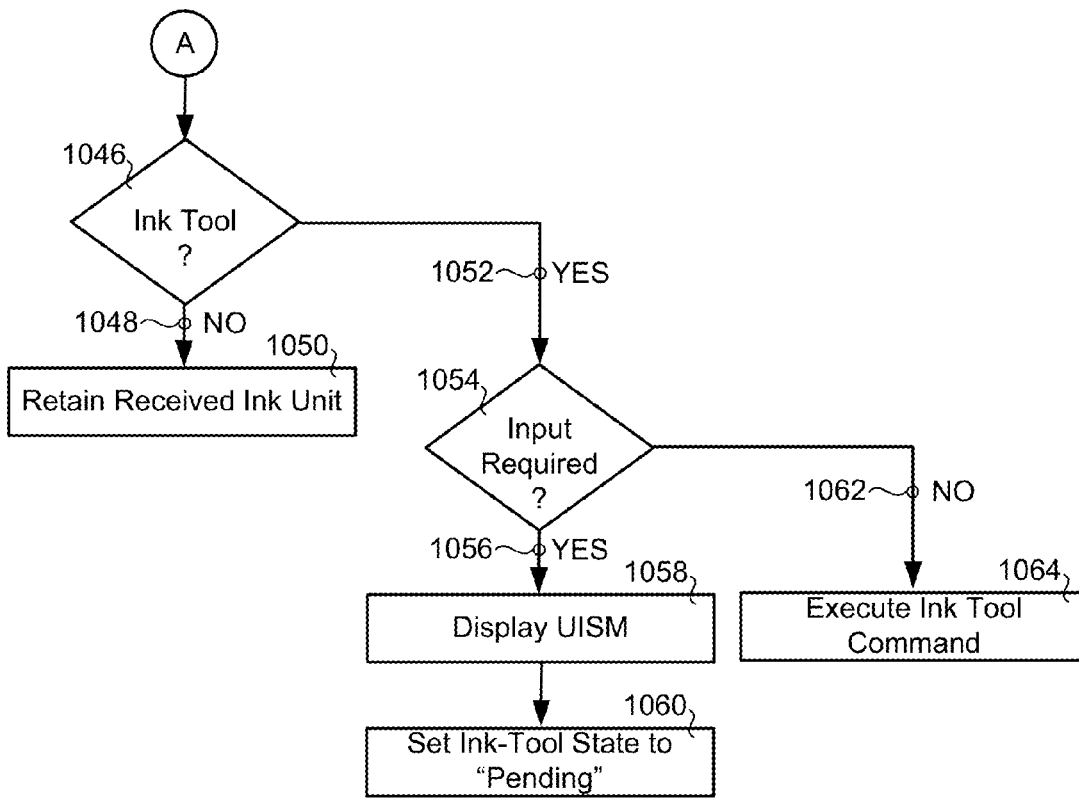 A
1046
Ink Tool
?
1052 YES
1048 NO
1050
Retain Received Ink Unit
1054
Input
Required
?
1062 NO
1056 YES
1058
Display UISM
1064
Execute Ink Tool
Command
1060
Set Ink-Tool State to
“Pending”